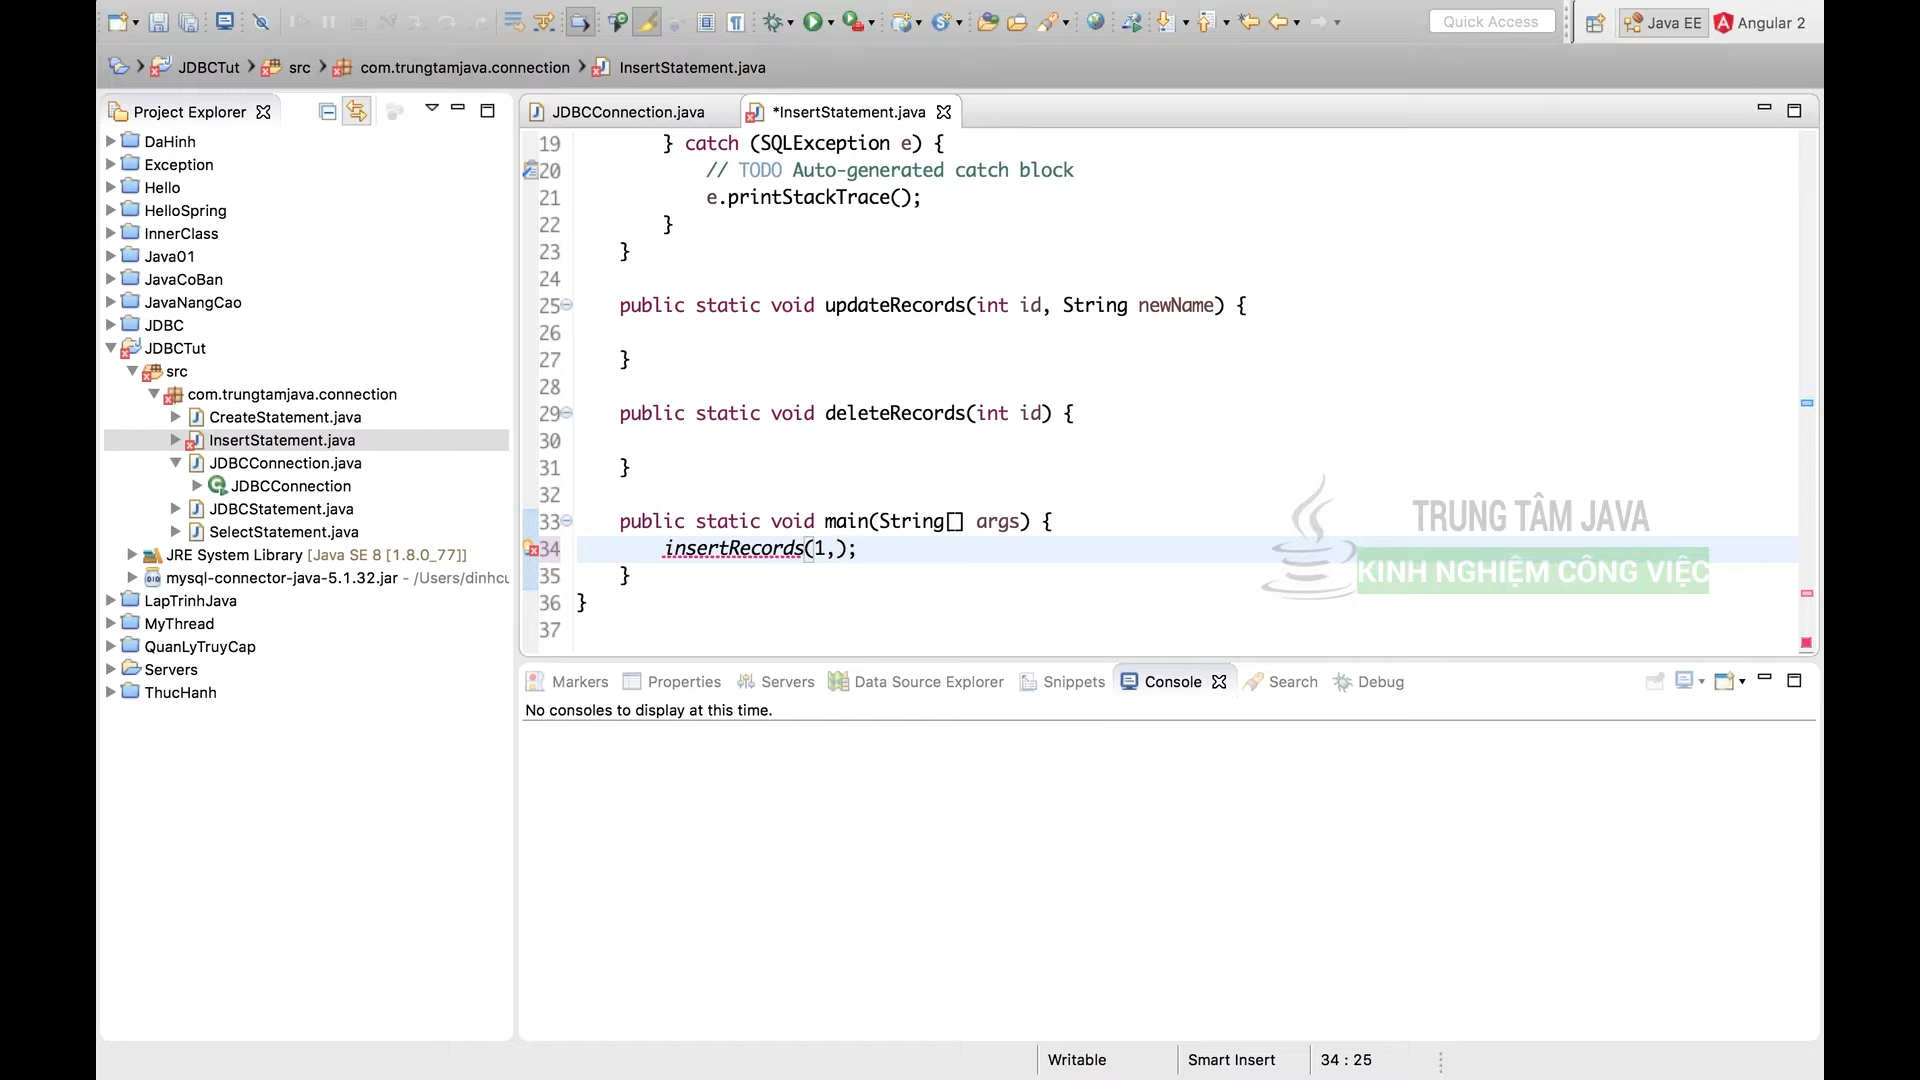 Quick Access
Java EE
Angular 2
JDBCTut
src
com.trungtamjava.connection
InsertStatement.java
Project Explorer
DaHinh
Exception
Hello
HelloSpring
InnerClass
Java01
JavaCoBan
JavaNangCao
JDBC
JDBCTut
src
com.trungtamjava.connection
CreateStatement.java
InsertStatement.java
JDBCConnection.java
JDBCConnection
JDBCStatement.java
SelectStatement.java
JRE System Library [Java SE 8 [1.8.0_77]]
mysql-connector-java-5.1.32.jar - /Users/dinhcu
LapTrinhJava
MyThread
QuanLyTruyCap
Servers
ThucHanh
JDBCConnection.java
*InsertStatement.java
19 } catch (SQLException e) {
20 // TODO Auto-generated catch block
21 e.printStackTrace();
22 }
23 }
24
25 public static void updateRecords(int id, String newName) {
26
27 }
28
29 public static void deleteRecords(int id) {
30
31 }
32
33 public static void main(String[] args) {
34 insertRecords(1,);
35 }
36 }
37
TRUNG TÂM JAVA
KINH NGHIỆM CÔNG VIỆC
Markers
Properties
Servers
Data Source Explorer
Snippets
Console
Search
Debug
No consoles to display at this time.
Writable
Smart Insert
34 : 25